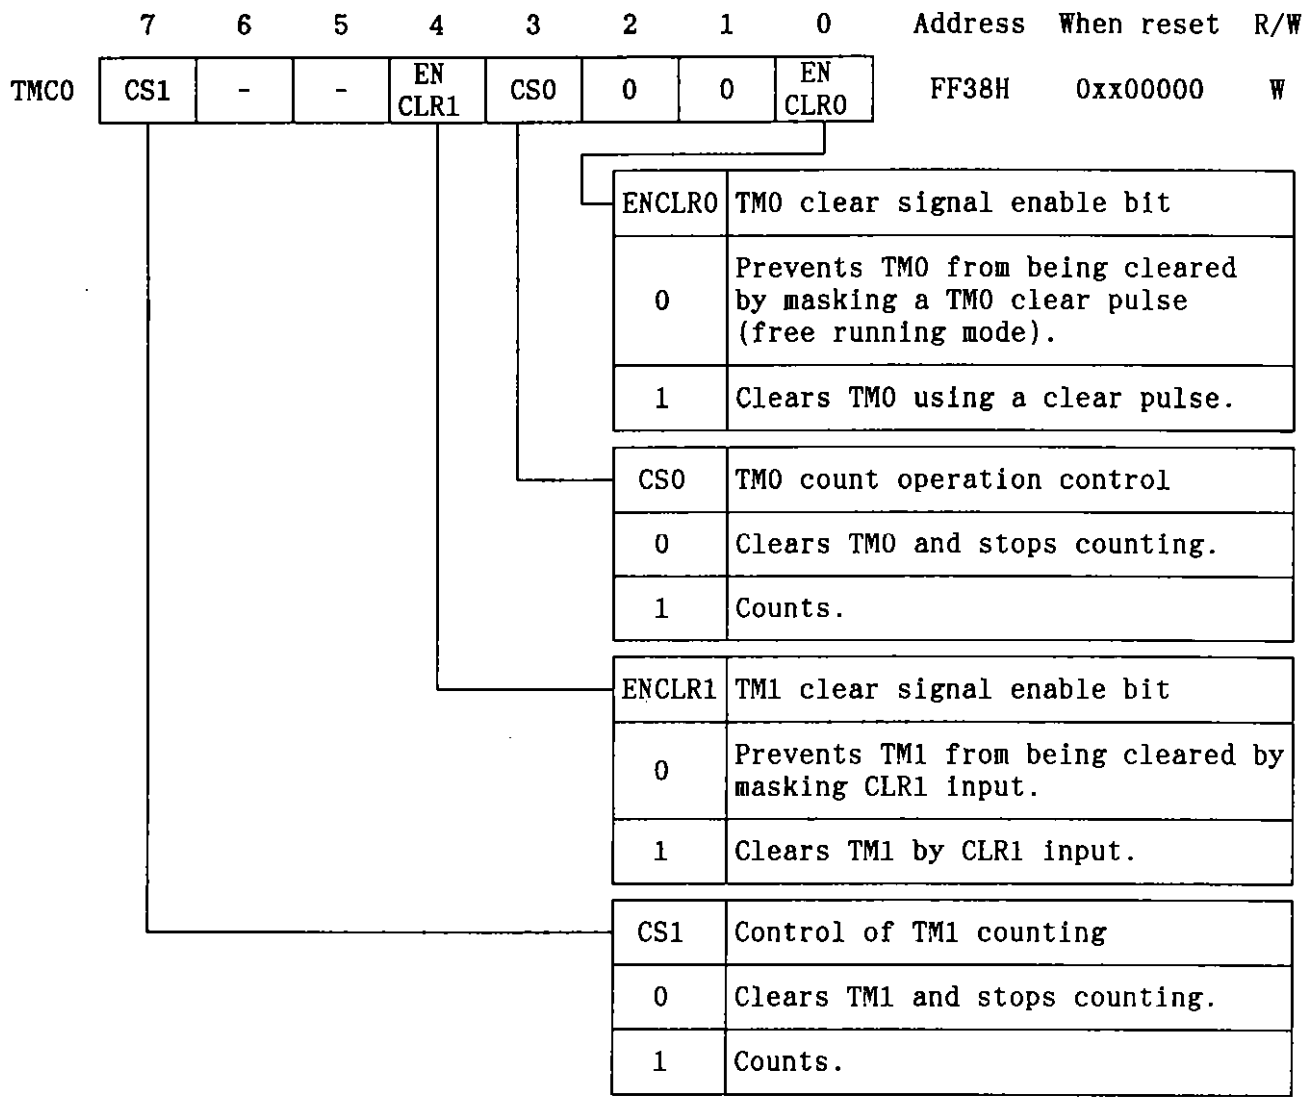 7 6 5 4 3 2 1 0 Address When reset R/W
TMC0 CS1 - - EN CLR1 CS0 0 0 EN CLR0 FF38H 0xx00000 W
ENCLR0 TM0 clear signal enable bit
0 Prevents TM0 from being cleared
by masking a TM0 clear pulse
(free running mode).
1 Clears TM0 using a clear pulse.
CS0 TM0 count operation control
0 Clears TM0 and stops counting.
1 Counts.
ENCLR1 TM1 clear signal enable bit
0 Prevents TM1 from being cleared by
masking CLR1 input.
1 Clears TM1 by CLR1 input.
CS1 Control of TM1 counting
0 Clears TM1 and stops counting.
1 Counts.